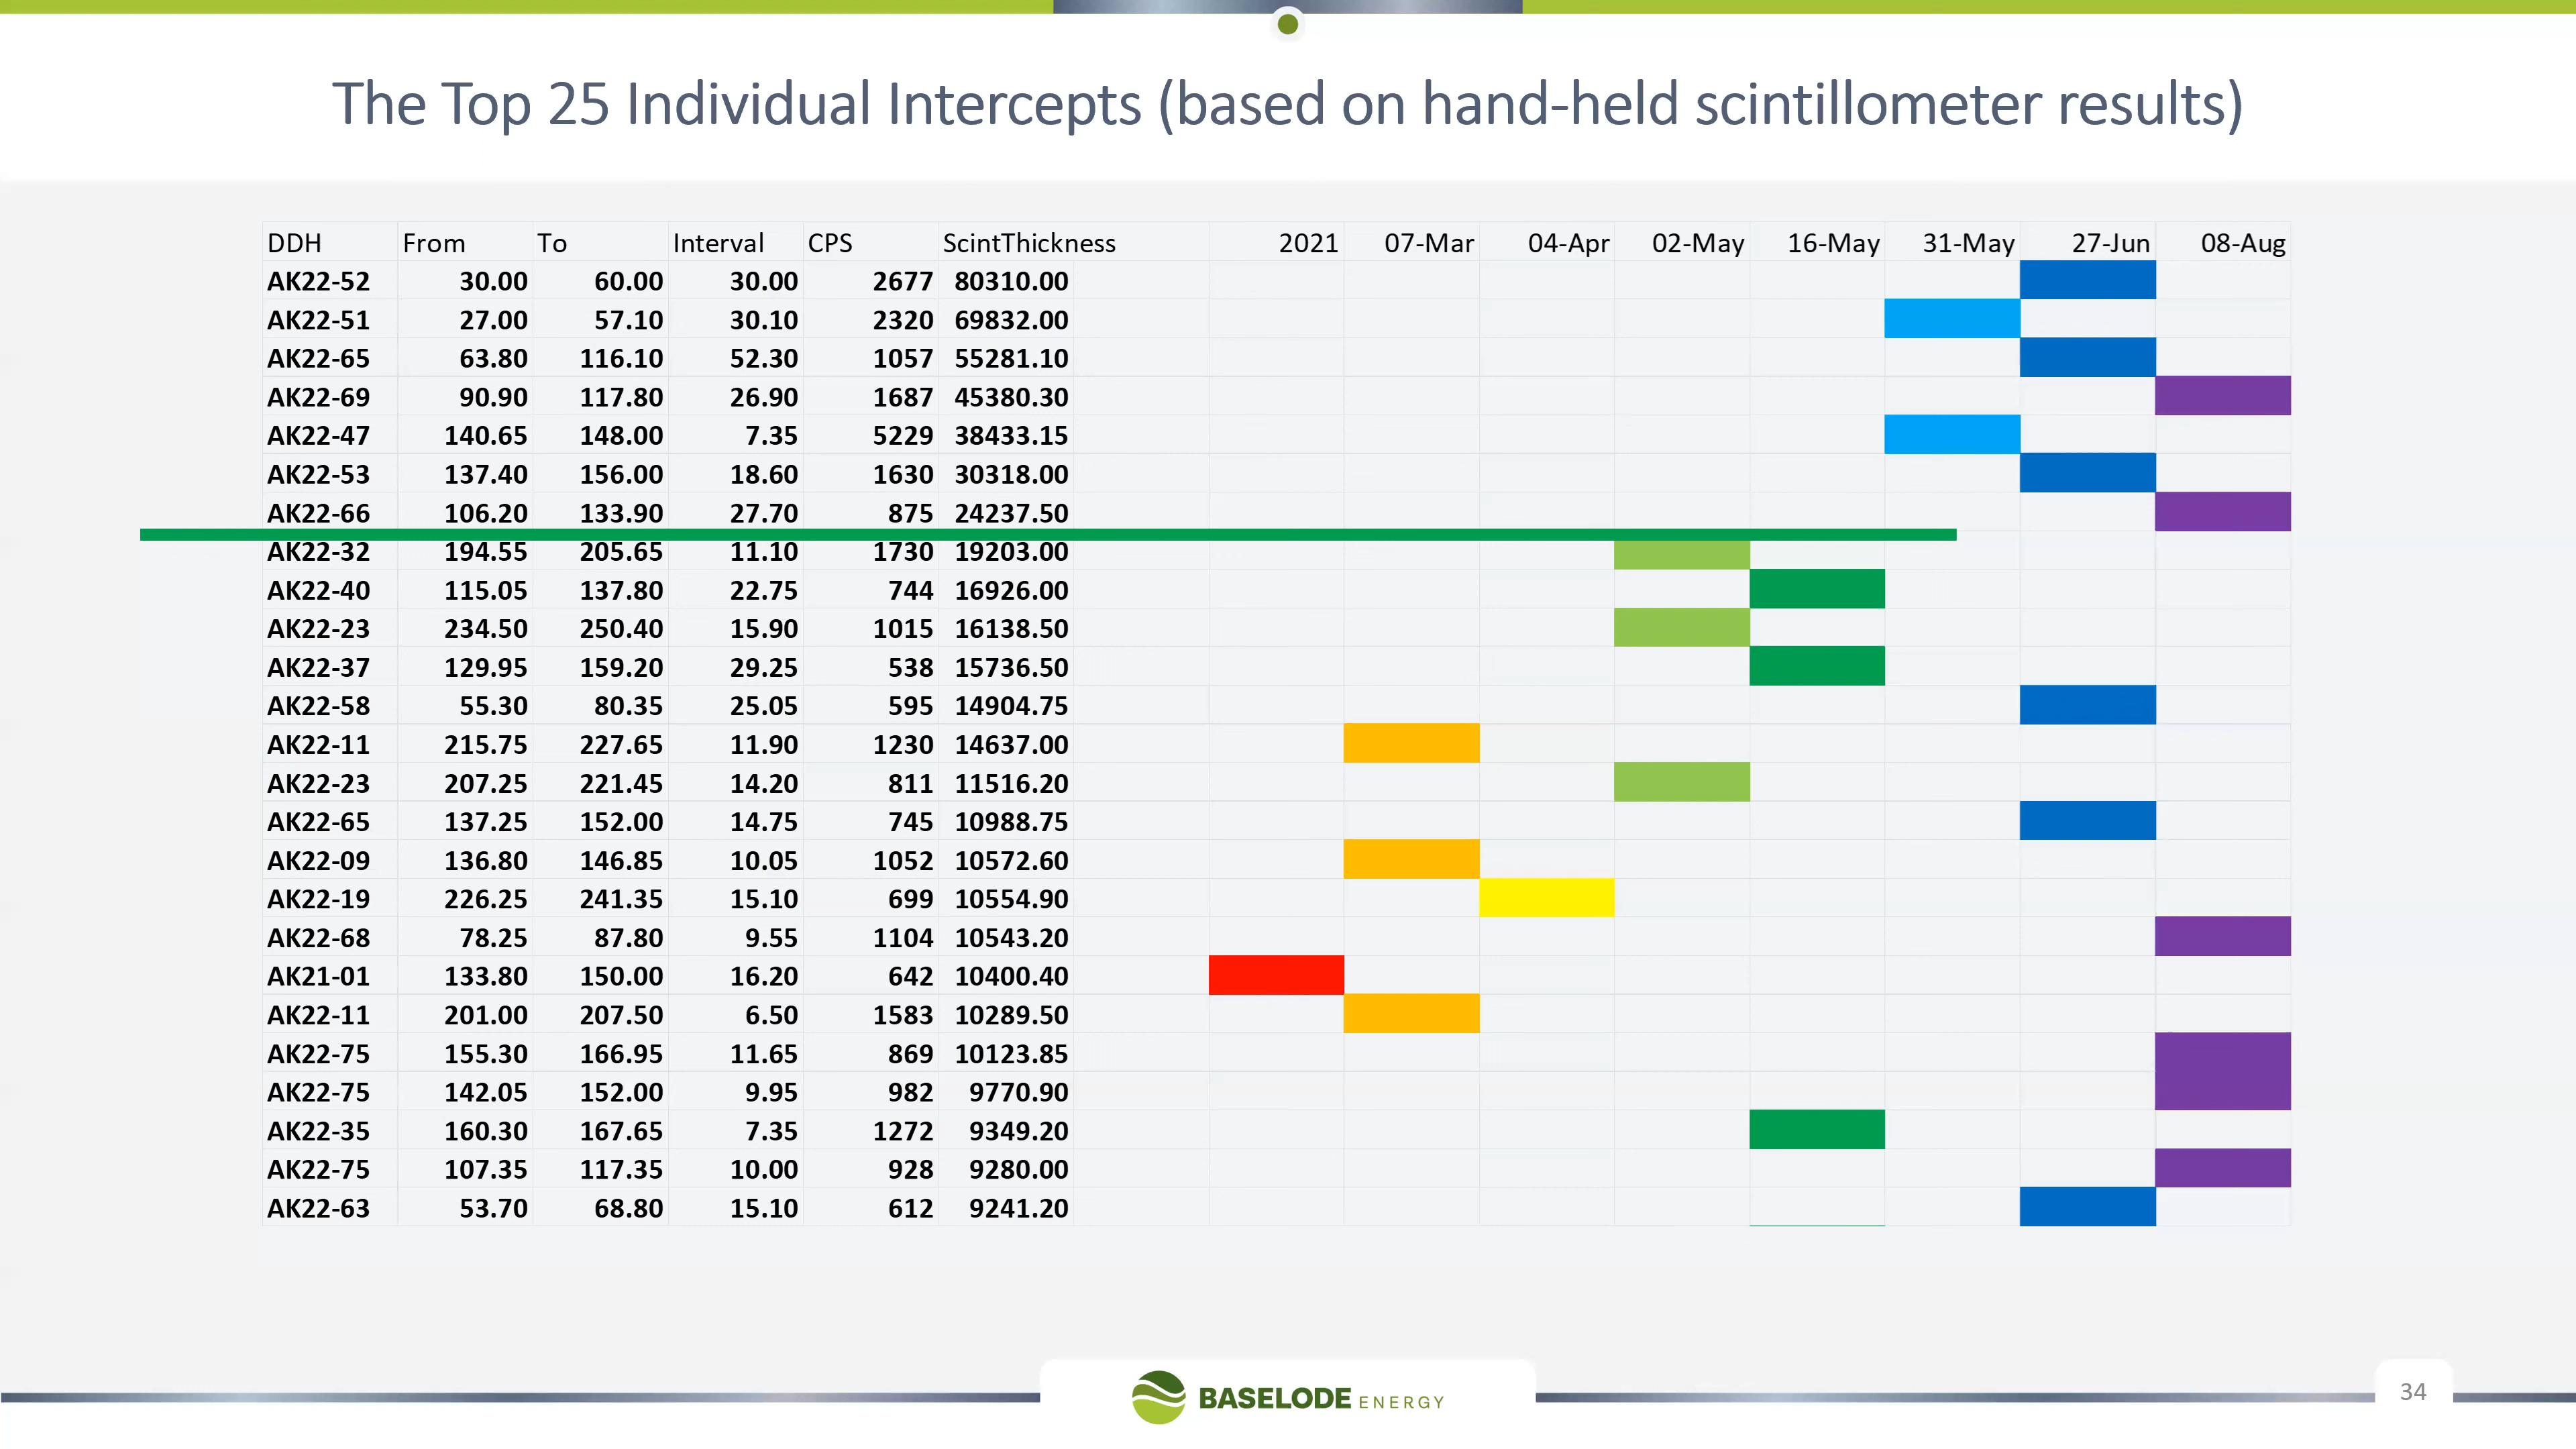 The Top 25 Individual Intercepts (based on hand-held scintillometer results)
DDH From To Interval CPS ScintThickness 2021 07-Mar 04-Apr 02-May 16-May 31-May 27-Jun 08-Aug
AK22-52 30.00 60.00 30.00 2677 80310.00
AK22-51 27.00 57.10 30.10 2320 69832.00
AK22-65 63.80 116.10 52.30 1057 55281.10
AK22-69 90.90 117.80 26.90 1687 45380.30
AK22-47 140.65 148.00 7.35 5229 38433.15
AK22-53 137.40 156.00 18.60 1630 30318.00
AK22-66 106.20 133.90 27.70 875 24237.50
AK22-32 194.55 205.65 11.10 1730 19203.00
AK22-40 115.05 137.80 22.75 744 16926.00
AK22-23 234.50 250.40 15.90 1015 16138.50
AK22-37 129.95 159.20 29.25 538 15736.50
AK22-58 55.30 80.35 25.05 595 14904.75
AK22-11 215.75 227.65 11.90 1230 14637.00
AK22-23 207.25 221.45 14.20 811 11516.20
AK22-65 137.25 152.00 14.75 745 10988.75
AK22-09 136.80 146.85 10.05 1052 10572.60
AK22-19 226.25 241.35 15.10 699 10554.90
AK22-68 78.25 87.80 9.55 1104 10543.20
AK21-01 133.80 150.00 16.20 642 10400.40
AK22-11 201.00 207.50 6.50 1583 10289.50
AK22-75 155.30 166.95 11.65 869 10123.85
AK22-75 142.05 152.00 9.95 982 9770.90
AK22-35 160.30 167.65 7.35 1272 9349.20
AK22-75 107.35 117.35 10.00 928 9280.00
AK22-63 53.70 68.80 15.10 612 9241.20
BASELODE ENERGY
34